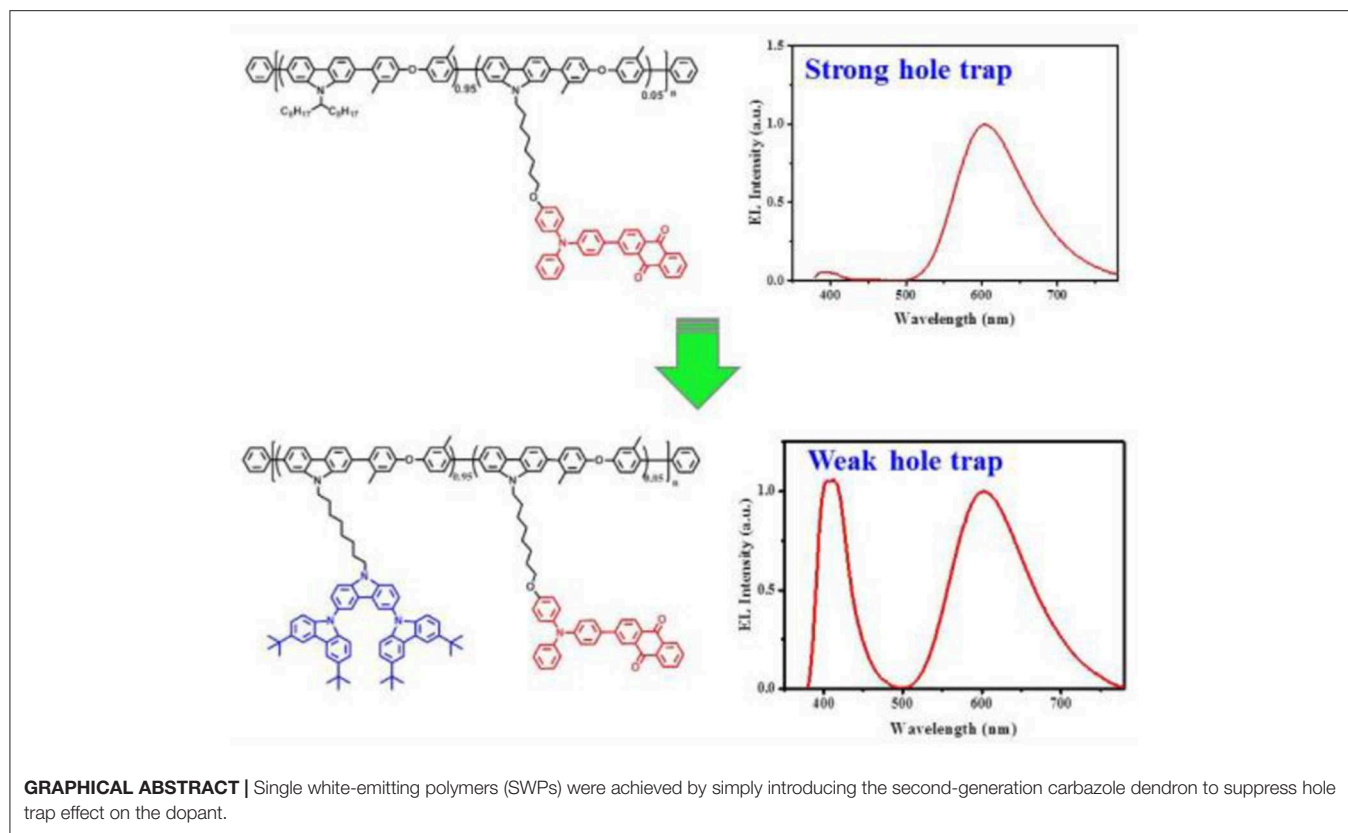 0.95
0.05
n
N
C8H17
C8H17
O
O
N
O
O
Strong hole trap
1.5
1.0
0.5
0.0
EL Intensity (a.u.)
400 500 600 700
Wavelength (nm)
0.95
0.05
n
N
N
O
O
N
N
N
O
N
O
O
Weak hole trap
1.0
0.5
0.0
EL Intensity (a.u.)
400 500 600 700
Wavelength (nm)
GRAPHICAL ABSTRACT | Single white-emitting polymers (SWPs) were achieved by simply introducing the second-generation carbazole dendron to suppress hole
trap effect on the dopant.